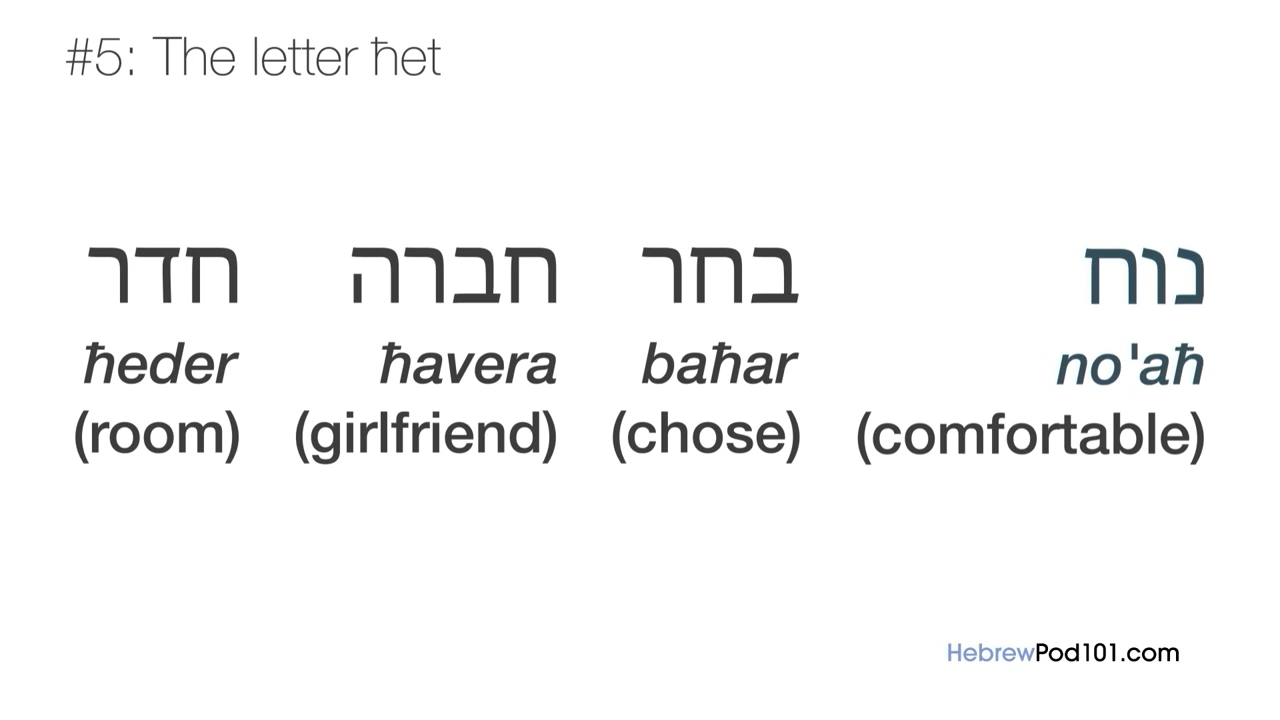 #5: The letter ħet
חדר
ħeder
(room)
חברה
ħavera
(girlfriend)
בחר
baħar
(chose)
נוח
no'aħ
(comfortable)
HebrewPod101.com